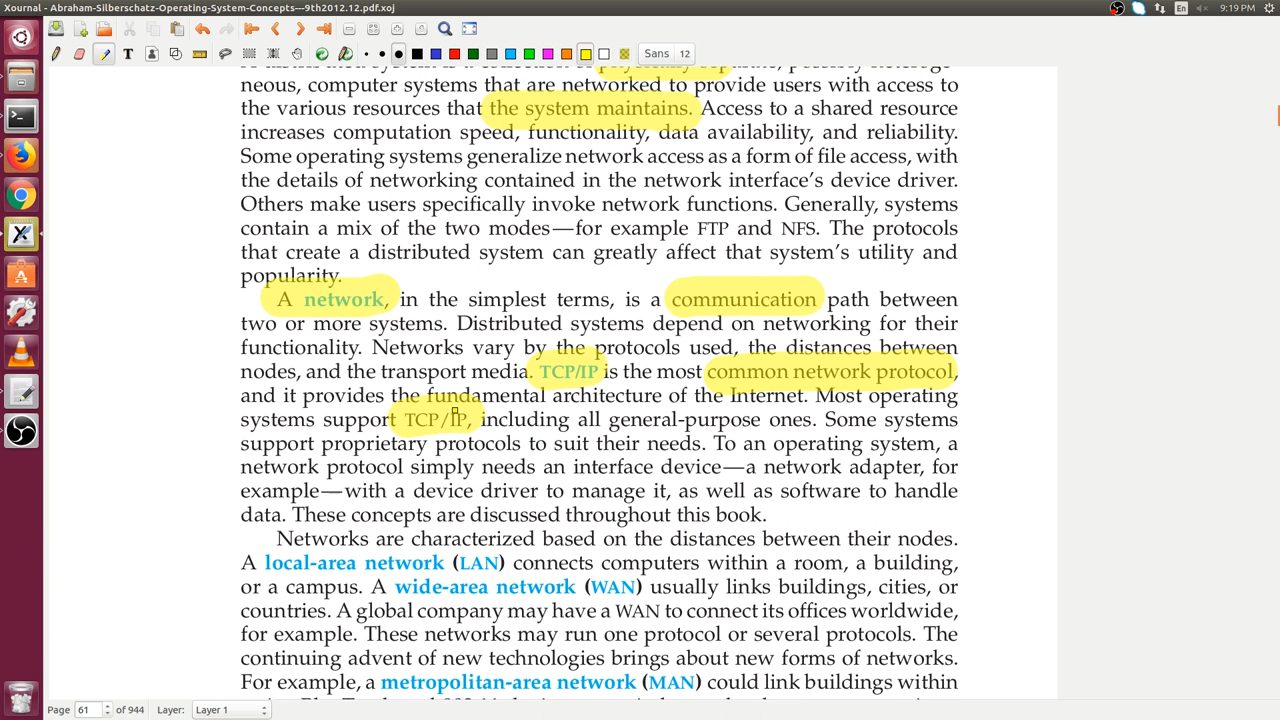 Xournal - Abraham-Silberschatz-Operating-System-Concepts---9th2012.12.pdf.xoj
En
9:19 PM
Sans
12
neous, computer systems that are networked to provide users with access to
the various resources that the system maintains. Access to a shared resource
increases computation speed, functionality, data availability, and reliability.
Some operating systems generalize network access as a form of file access, with
the details of networking contained in the network interface's device driver.
Others make users specifically invoke network functions. Generally, systems
contain a mix of the two modes—for example FTP and NFS. The protocols
that create a distributed system can greatly affect that system's utility and
popularity.
A network, in the simplest terms, is a communication path between
two or more systems. Distributed systems depend on networking for their
functionality. Networks vary by the protocols used, the distances between
nodes, and the transport media. TCP/IP is the most common network protocol,
and it provides the fundamental architecture of the Internet. Most operating
systems support TCP/IP, including all general-purpose ones. Some systems
support proprietary protocols to suit their needs. To an operating system, a
network protocol simply needs an interface device—a network adapter, for
example—with a device driver to manage it, as well as software to handle
data. These concepts are discussed throughout this book.
Networks are characterized based on the distances between their nodes.
A local-area network (LAN) connects computers within a room, a building,
or a campus. A wide-area network (WAN) usually links buildings, cities, or
countries. A global company may have a WAN to connect its offices worldwide,
for example. These networks may run one protocol or several protocols. The
continuing advent of new technologies brings about new forms of networks.
For example, a metropolitan-area network (MAN) could link buildings within
Page 61 of 944 Layer: Layer 1